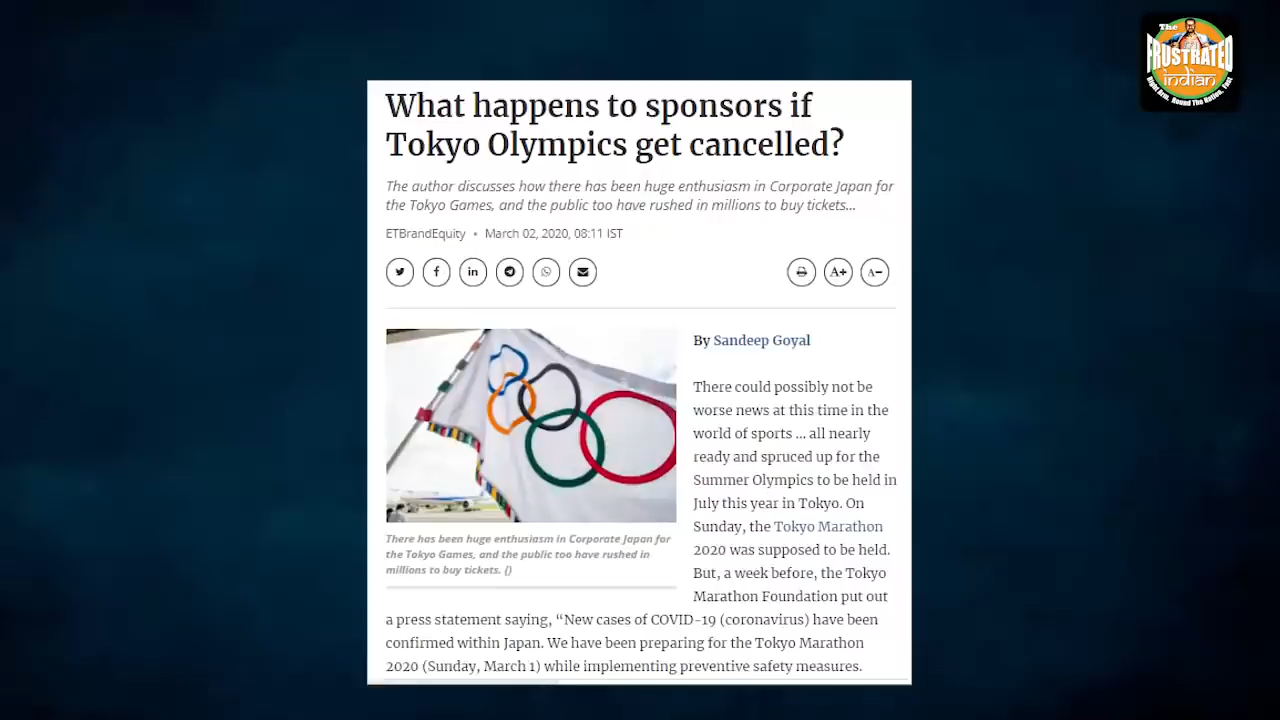 The
FRUSTRATED
indian
Right Arm, Round The Nation, Fast
What happens to sponsors if
Tokyo Olympics get cancelled?
The author discusses how there has been huge enthusiasm in Corporate Japan for
the Tokyo Games, and the public too have rushed in millions to buy tickets...
ETBrandEquity • March 02, 2020, 08:11 IST
A+ A−
By Sandeep Goyal
There could possibly not be
worse news at this time in the
world of sports ... all nearly
ready and spruced up for the
Summer Olympics to be held in
July this year in Tokyo. On
Sunday, the Tokyo Marathon
2020 was supposed to be held.
But, a week before, the Tokyo
Marathon Foundation put out
There has been huge enthusiasm in Corporate Japan for
the Tokyo Games, and the public too have rushed in
millions to buy tickets. {}
a press statement saying, “New cases of COVID-19 (coronavirus) have been
confirmed within Japan. We have been preparing for the Tokyo Marathon
2020 (Sunday, March 1) while implementing preventive safety measures.